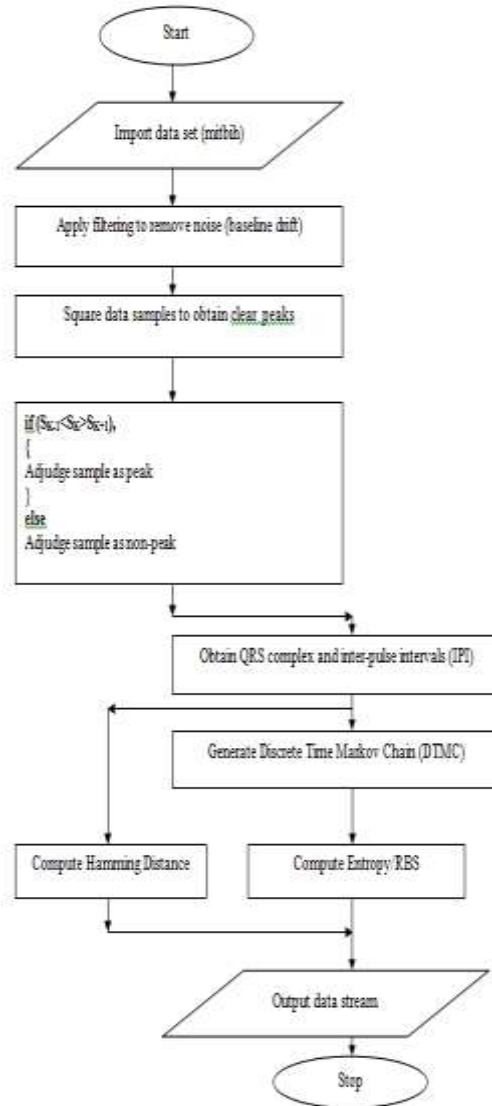 Start
Import data set (mitbih)
Apply filtering to remove noise (baseline drift)
Square data samples to obtain clear peaks
if (SK-1<SK>SK+1),
{
Adjudge sample as peak
}
else
Adjudge sample as non-peak
Obtain QRS complex and inter-pulse intervals (IPI)
Generate Discrete Time Markov Chain (DTMC)
Compute Hamming Distance
Compute Entropy/RBS
Output data stream
Stop